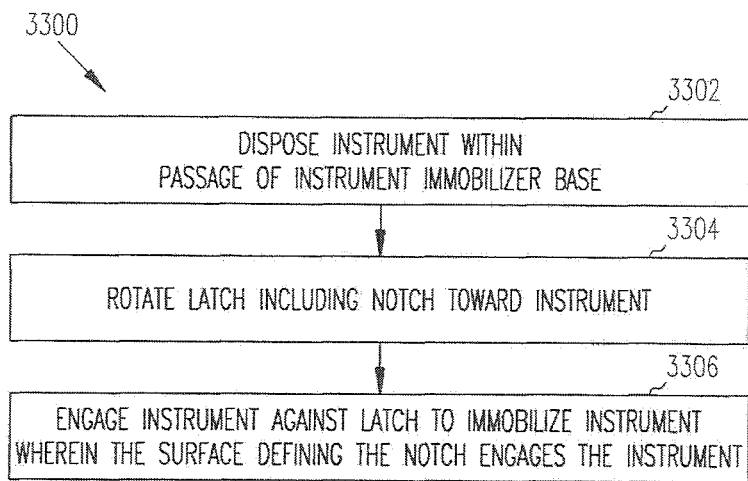 3300
3302
DISPOSE INSTRUMENT WITHIN
PASSAGE OF INSTRUMENT IMMOBILIZER BASE
3304
ROTATE LATCH INCLUDING NOTCH TOWARD INSTRUMENT
3306
ENGAGE INSTRUMENT AGAINST LATCH TO IMMOBILIZE INSTRUMENT
WHEREIN THE SURFACE DEFINING THE NOTCH ENGAGES THE INSTRUMENT